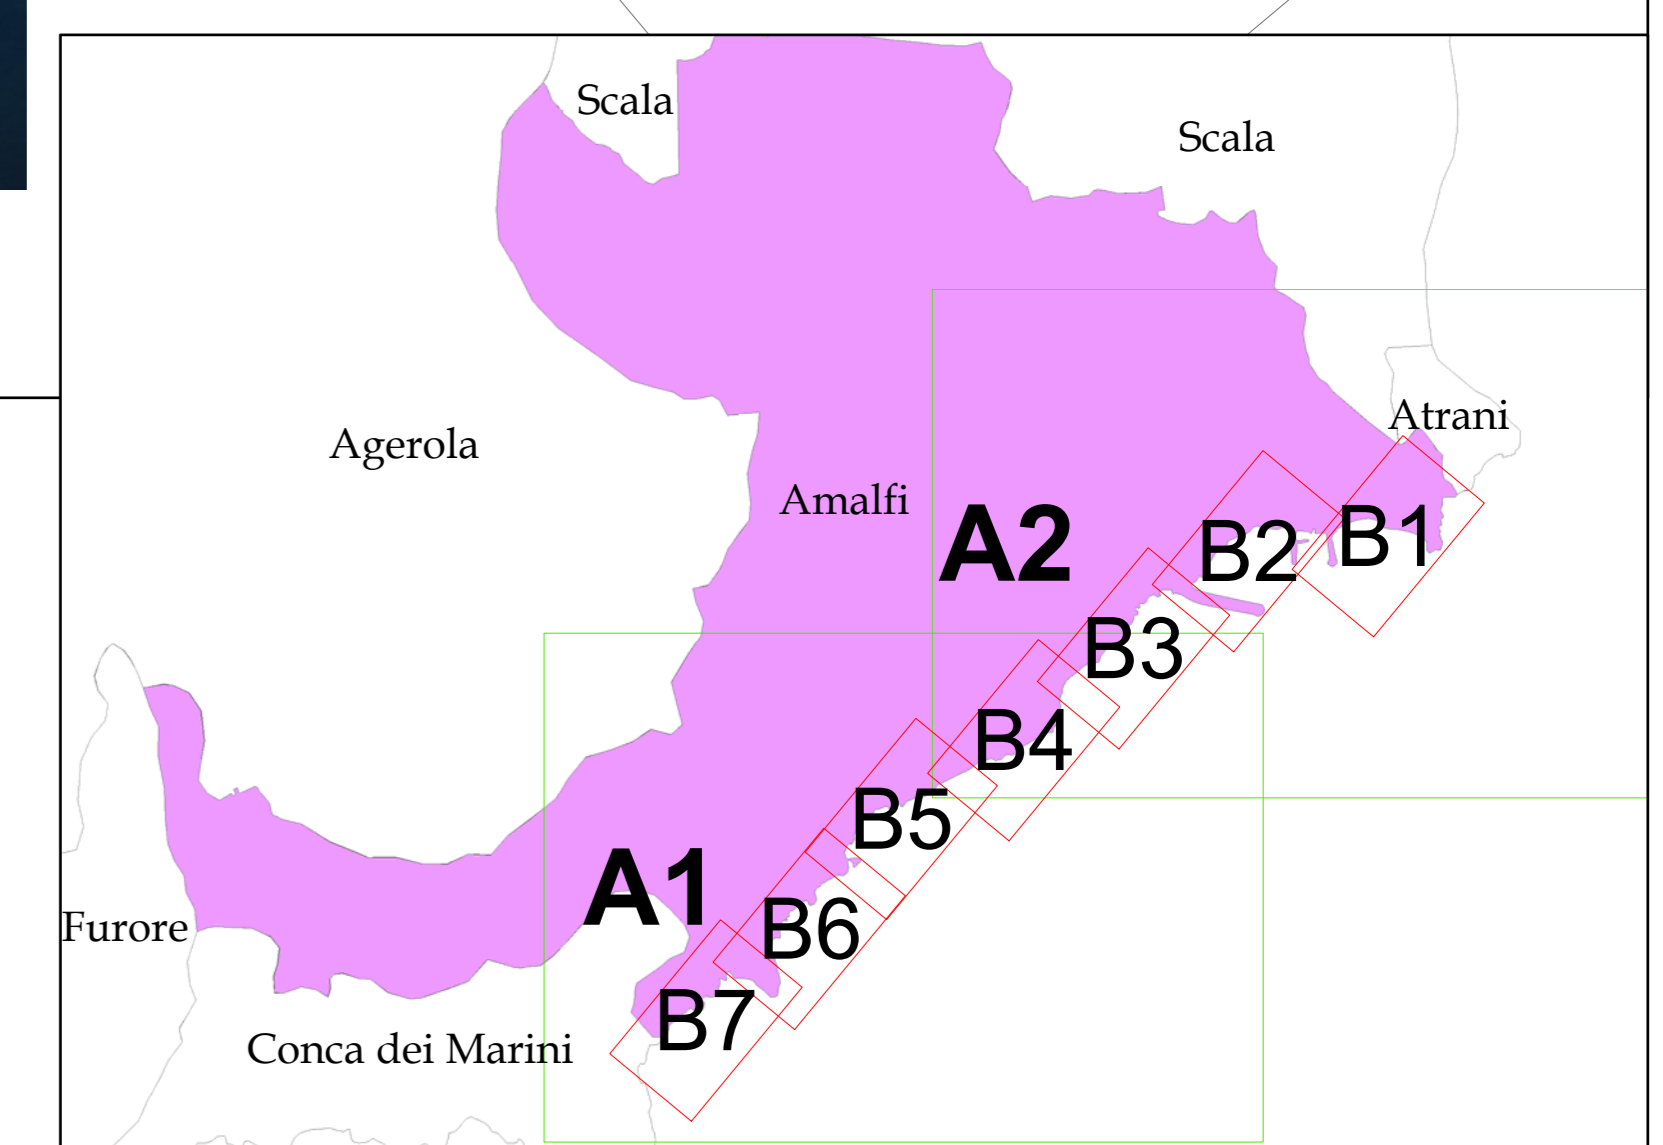 Scala
Scala
Atrani
Agerola
Amalfi
A2
B1
B2
B3
B4
B5
A1
B6
Furore
B7
Conca dei Marini